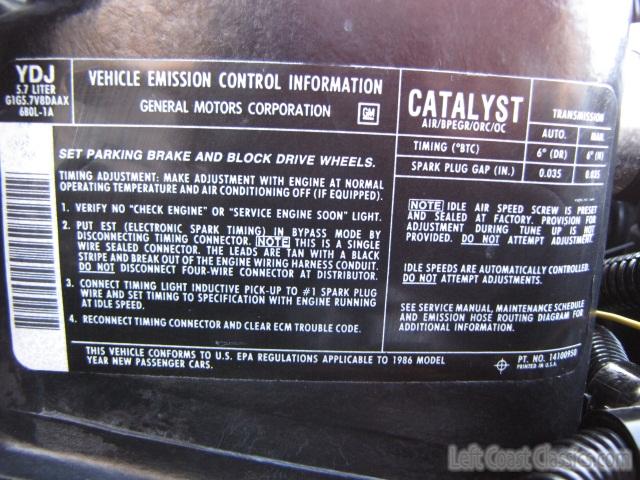 YDJ
5.7 LITER
G1G5.7V8DAAX
6B0L-1A
VEHICLE EMISSION CONTROL INFORMATION
GENERAL MOTORS CORPORATION
GM
CATALYST
AIR/BPEGR/ORC/OC
TRANSMISSION
AUTO. MAN.
TIMING (°BTC) 6° (DR) 6° (N)
SPARK PLUG GAP (IN.) 0.035 0.035
SET PARKING BRAKE AND BLOCK DRIVE WHEELS.
TIMING ADJUSTMENT: MAKE ADJUSTMENT WITH ENGINE AT NORMAL
OPERATING TEMPERATURE AND AIR CONDITIONING OFF (IF EQUIPPED).
1. VERIFY NO "CHECK ENGINE" OR "SERVICE ENGINE SOON" LIGHT.
2. PUT EST (ELECTRONIC SPARK TIMING) IN BYPASS MODE BY
DISCONNECTING TIMING CONNECTOR. NOTE THIS IS A SINGLE
WIRE SEALED CONNECTOR. THE LEADS ARE TAN WITH A BLACK
STRIPE AND BREAK OUT OF THE ENGINE WIRING HARNESS CONDUIT.
DO NOT DISCONNECT FOUR-WIRE CONNECTOR AT DISTRIBUTOR.
3. CONNECT TIMING LIGHT INDUCTIVE PICK-UP TO #1 SPARK PLUG
WIRE AND SET TIMING TO SPECIFICATION WITH ENGINE RUNNING
AT IDLE SPEED.
4. RECONNECT TIMING CONNECTOR AND CLEAR ECM TROUBLE CODE.
NOTE IDLE AIR SPEED SCREW IS PRESET
AND SEALED AT FACTORY. PROVISION FOR
ADJUSTMENT DURING TUNE UP IS NOT
PROVIDED. DO NOT ATTEMPT ADJUSTMENT.
IDLE SPEEDS ARE AUTOMATICALLY CONTROLLED.
DO NOT ATTEMPT ADJUSTMENTS.
SEE SERVICE MANUAL, MAINTENANCE SCHEDULE
AND EMISSION HOSE ROUTING DIAGRAM FOR
ADDITIONAL INFORMATION.
THIS VEHICLE CONFORMS TO U.S. EPA REGULATIONS APPLICABLE TO 1986 MODEL
YEAR NEW PASSENGER CARS.
PT. NO. 14100950
PRINTED IN U.S.A.
Left Coast Classics.com